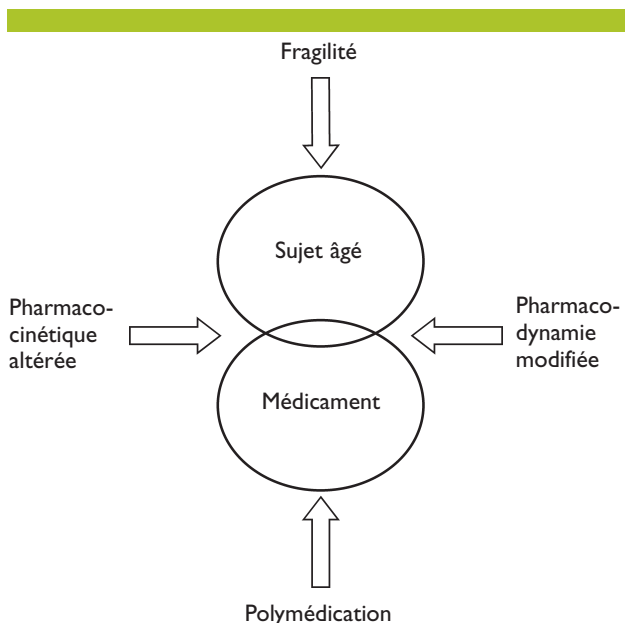 Fragilité
Sujet âgé
Pharmaco-
cinétique
altérée
Pharmaco-
dynamie
modifiée
Médicament
Polymédication